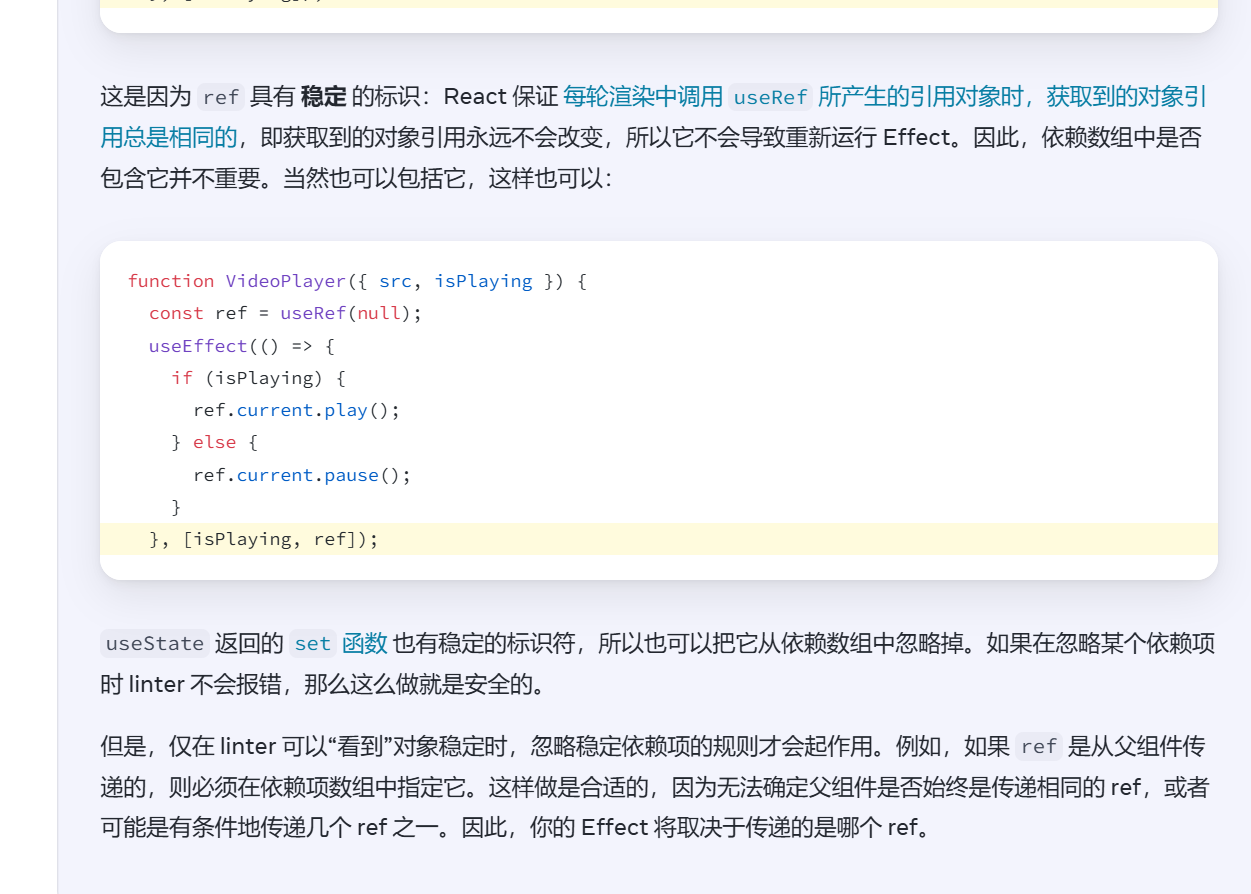 这是因为 ref 具有 稳定 的标识：React 保证 每轮渲染中调用 useRef 所产生的引用对象时，获取到的对象引
用总是相同的，即获取到的对象引用永远不会改变，所以它不会导致重新运行 Effect。因此，依赖数组中是否
包含它并不重要。当然也可以包括它，这样也可以：
function VideoPlayer({ src, isPlaying }) {
  const ref = useRef(null);
  useEffect(() => {
    if (isPlaying) {
      ref.current.play();
    } else {
      ref.current.pause();
    }
  }, [isPlaying, ref]);
useState 返回的 set 函数 也有稳定的标识符，所以也可以把它从依赖数组中忽略掉。如果在忽略某个依赖项
时 linter 不会报错，那么这么做就是安全的。
但是，仅在 linter 可以“看到”对象稳定时，忽略稳定依赖项的规则才会起作用。例如，如果 ref 是从父组件传
递的，则必须在依赖项数组中指定它。这样做是合适的，因为无法确定父组件是否始终是传递相同的 ref，或者
可能是有条件地传递几个 ref 之一。因此，你的 Effect 将取决于传递的是哪个 ref。